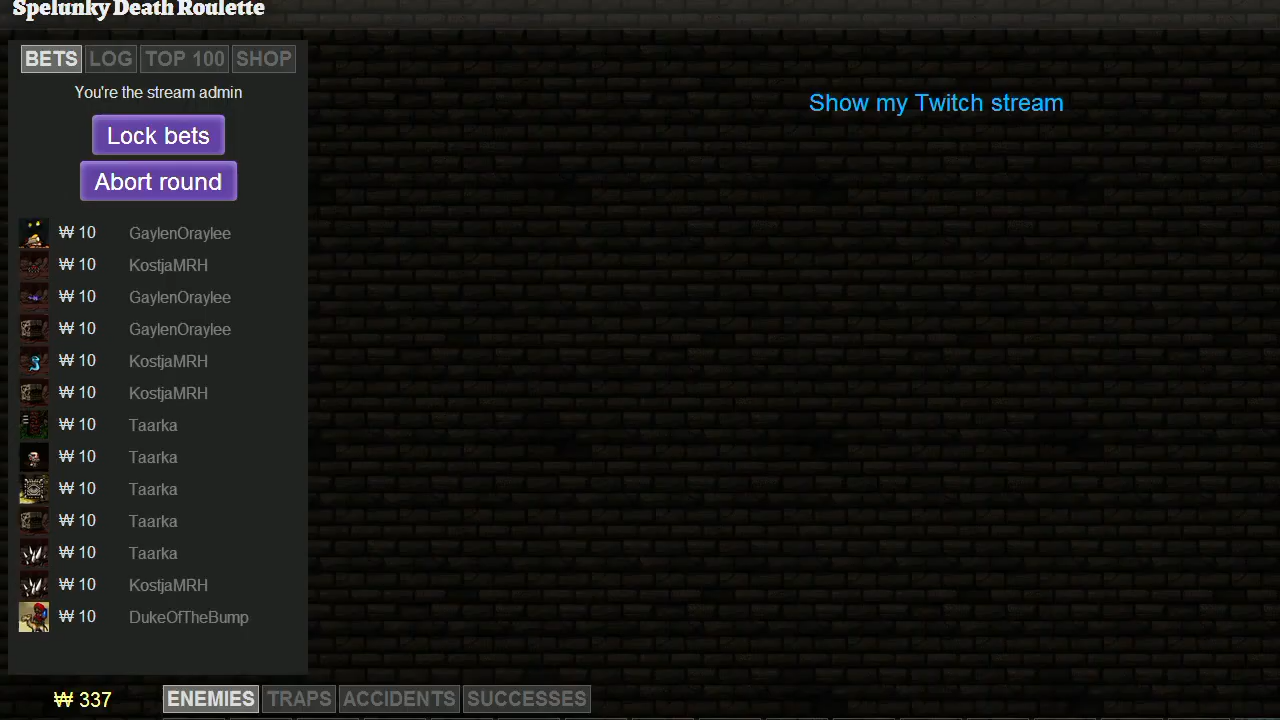 Spelunky Death Roulette
BETS LOG TOP 100 SHOP
You're the stream admin
Lock bets
Abort round
Show my Twitch stream
₩ 10 GaylenOraylee
₩ 10 KostjaMRH
₩ 10 GaylenOraylee
₩ 10 GaylenOraylee
₩ 10 KostjaMRH
₩ 10 KostjaMRH
₩ 10 Taarka
₩ 10 Taarka
₩ 10 Taarka
₩ 10 Taarka
₩ 10 Taarka
₩ 10 KostjaMRH
₩ 10 DukeOfTheBump
₩ 337 ENEMIES TRAPS ACCIDENTS SUCCESSES